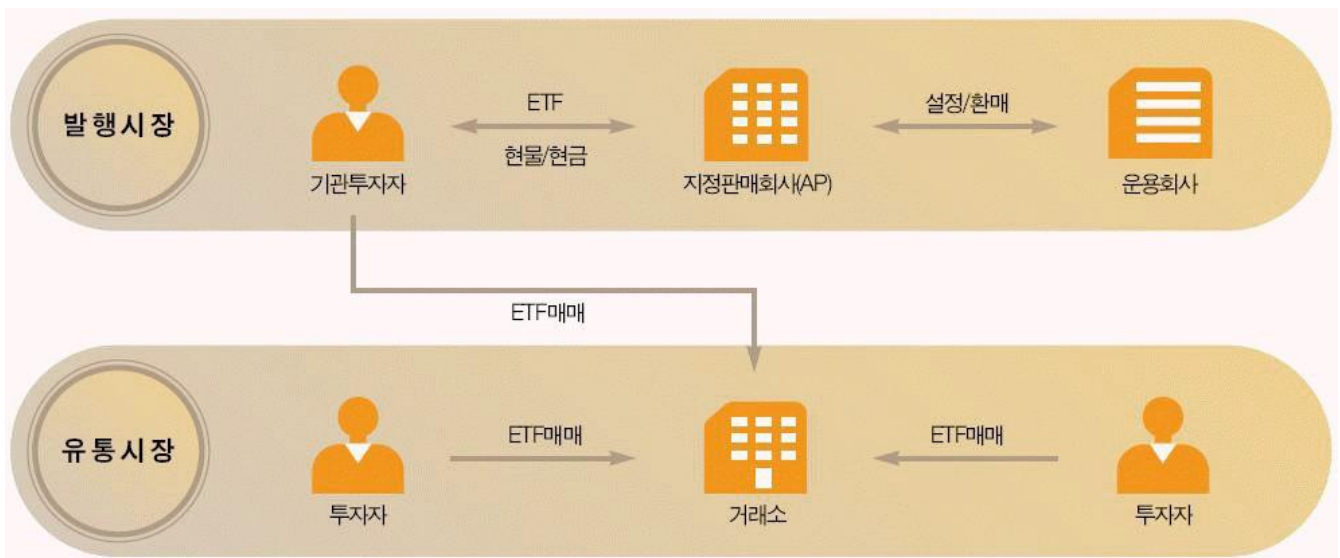 발행시장
기관투자자
ETF
현물/현금
지정판매회사(AP)
설정/환매
운용회사
ETF매매
유통시장
투자자
ETF매매
거래소
ETF매매
투자자